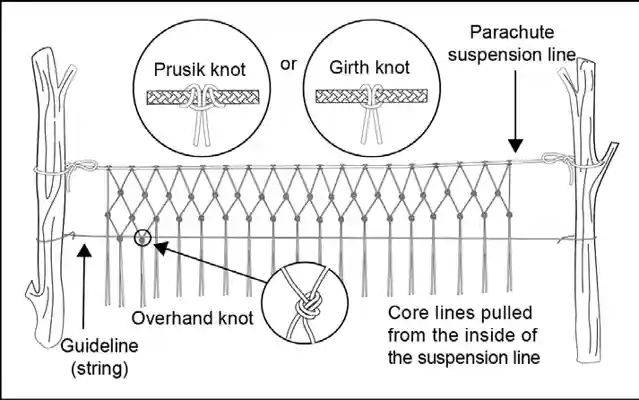 Prusik knot
or
Girth knot
Parachute
suspension line
Overhand knot
Guideline
(string)
Core lines pulled
from the inside of
the suspension line